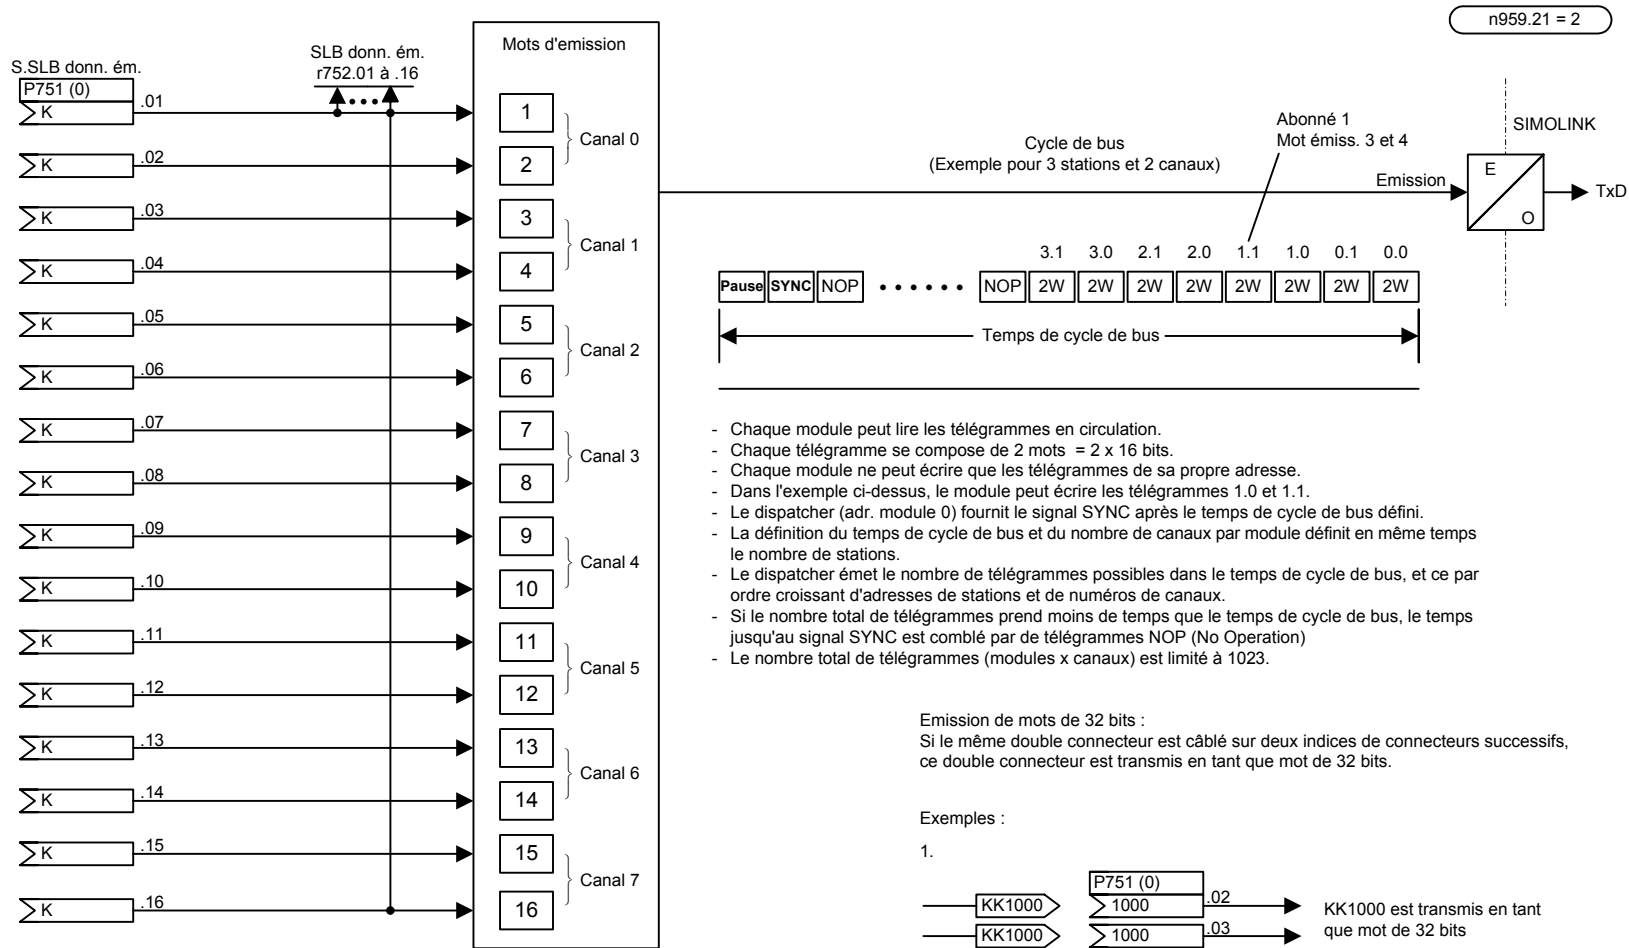 n959.21 = 2
S.SLB donn. ém.
P751 (0)
SLB donn. ém.
r752.01 à .16
Mots d'emission
K .01
1
Canal 0
K .02
2
K .03
3
Canal 1
K .04
4
K .05
5
Canal 2
K .06
6
K .07
7
Canal 3
K .08
8
K .09
9
Canal 4
K .10
10
K .11
11
Canal 5
K .12
12
K .13
13
Canal 6
K .14
14
K .15
15
Canal 7
K .16
16
Cycle de bus
(Exemple pour 3 stations et 2 canaux)
Abonné 1
Mot émiss. 3 et 4
Emission
SIMOLINK
E
O
TxD
3.1 3.0 2.1 2.0 1.1 1.0 0.1 0.0
Pause SYNC NOP • • • • • • NOP 2W 2W 2W 2W 2W 2W 2W 2W
Temps de cycle de bus
- Chaque module peut lire les télégrammes en circulation.
- Chaque télégramme se compose de 2 mots = 2 x 16 bits.
- Chaque module ne peut écrire que les télégrammes de sa propre adresse.
- Dans l'exemple ci-dessus, le module peut écrire les télégrammes 1.0 et 1.1.
- Le dispatcher (adr. module 0) fournit le signal SYNC après le temps de cycle de bus défini.
- La définition du temps de cycle de bus et du nombre de canaux par module définit en même temps
le nombre de stations.
- Le dispatcher émet le nombre de télégrammes possibles dans le temps de cycle de bus, et ce par
ordre croissant d'adresses de stations et de numéros de canaux.
- Si le nombre total de télégrammes prend moins de temps que le temps de cycle de bus, le temps
jusqu'au signal SYNC est comblé par de télégrammes NOP (No Operation)
- Le nombre total de télégrammes (modules x canaux) est limité à 1023.
Emission de mots de 32 bits :
Si le même double connecteur est câblé sur deux indices de connecteurs successifs,
ce double connecteur est transmis en tant que mot de 32 bits.
Exemples :
1.
P751 (0)
KK1000 1000 .02
KK1000 1000 .03
KK1000 est transmis en tant
que mot de 32 bits